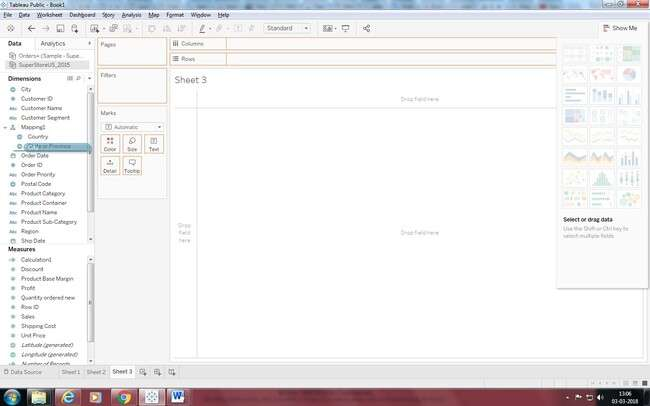 Tableau Public - Book1
File Data Worksheet Dashboard Story Analysis Map Format Window Help
Standard
Show Me
Data Analytics
Orders+ (Sample - Supe...
SuperStoreUS_2015
Dimensions
City
Customer ID
Customer Name
Customer Segment
Mapping1
Country
or Province
Order Date
Order ID
Order Priority
Postal Code
Product Category
Product Container
Product Name
Product Sub-Category
Region
Ship Date
Measures
Calculation1
Discount
Product Base Margin
Profit
Quantity ordered new
Row ID
Sales
Shipping Cost
Unit Price
Latitude (generated)
Longitude (generated)
Number of Records
Pages
Filters
Marks
Automatic
Color Size Text
Detail Tooltip
Columns
Rows
Sheet 3
Drop field here
Drop
field
here
Drop field here
Select or drag data
Use the Shift or Ctrl key to
select multiple fields
Data Source Sheet 1 Sheet 2 Sheet 3
13:06
03-03-2018